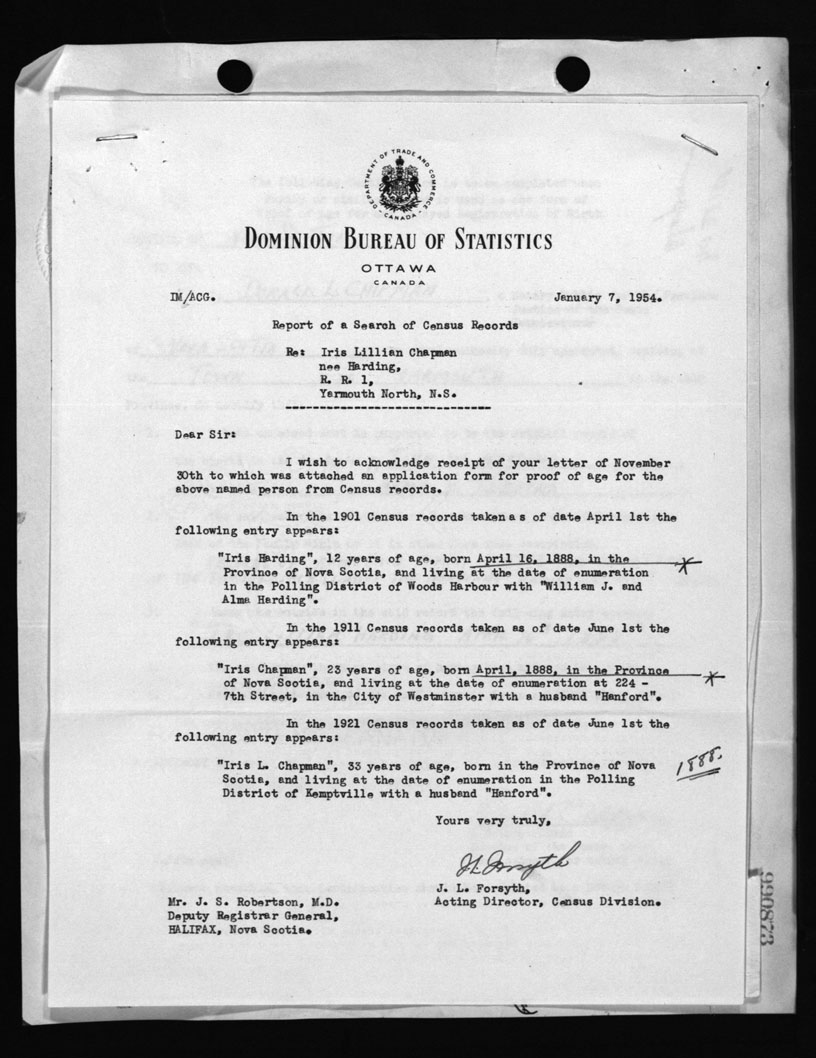 DEPARTMENT OF TRADE AND COMMERCE
CANADA
DOMINION BUREAU OF STATISTICS
OTTAWA
CANADA
IM/ACG.
January 7, 1954.
Report of a Search of Census Records
Re: Iris Lillian Chapman
nee Harding,
R. R. 1,
Yarmouth North, N.S.
Dear Sir:
I wish to acknowledge receipt of your letter of November
30th to which was attached an application form for proof of age for the
above named person from Census records.
In the 1901 Census records taken as of date April 1st the
following entry appears:
"Iris Harding", 12 years of age, born April 16, 1888, in the
Province of Nova Scotia, and living at the date of enumeration
in the Polling District of Woods Harbour with "William J. and
Alma Harding".
In the 1911 Census records taken as of date June 1st the
following entry appears:
"Iris Chapman", 23 years of age, born April, 1888, in the Province
of Nova Scotia, and living at the date of enumeration at 224 -
7th Street, in the City of Westminster with a husband "Hanford".
In the 1921 Census records taken as of date June 1st the
following entry appears:
"Iris L. Chapman", 33 years of age, born in the Province of Nova
Scotia, and living at the date of enumeration in the Polling
District of Kemptville with a husband "Hanford".
1888.
Yours very truly,
J L Forsyth
J. L. Forsyth,
Acting Director, Census Division.
Mr. J. S. Robertson, M.D.
Deputy Registrar General,
HALIFAX, Nova Scotia.
990873